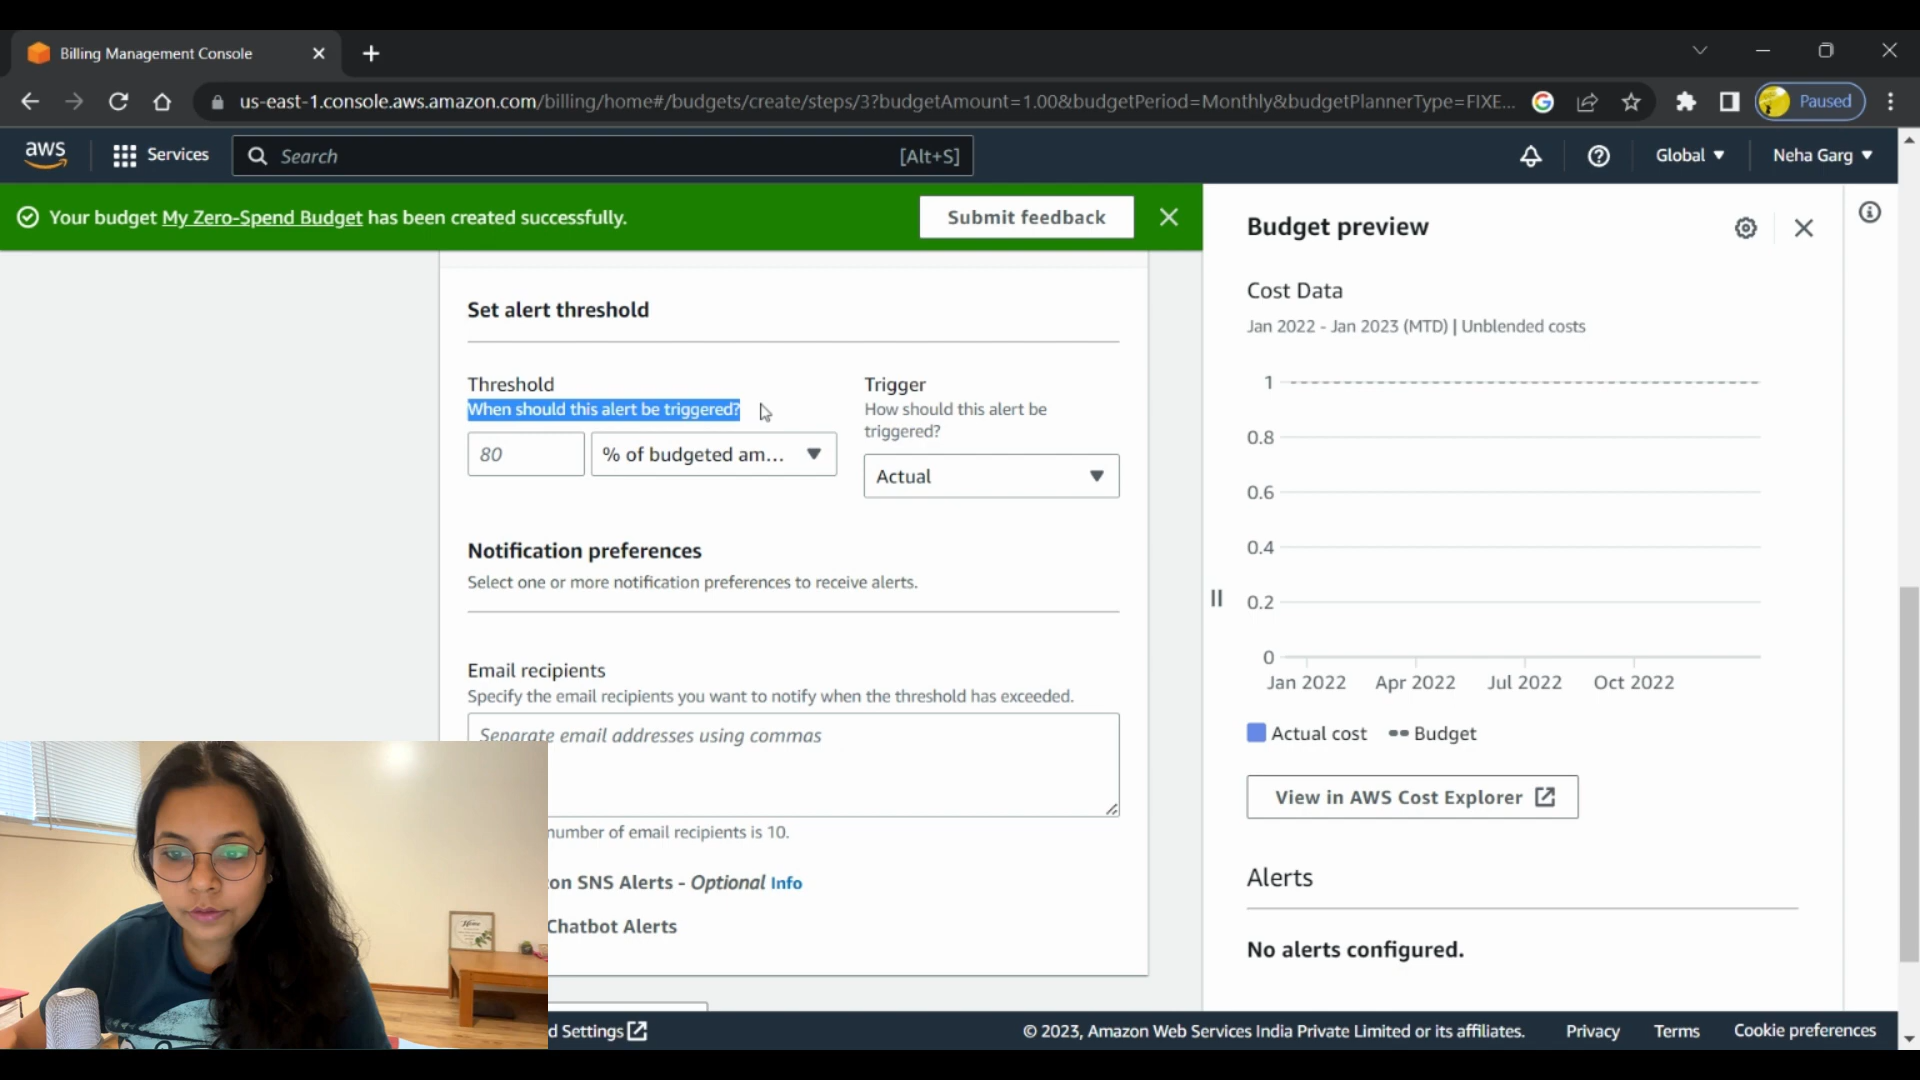 Billing Management Console
us-east-1.console.aws.amazon.com/billing/home#/budgets/create/steps/3?budgetAmount=1.00&budgetPeriod=Monthly&budgetPlannerType=FIXE...
Paused
aws
Services
Search
[Alt+S]
Global
Neha Garg
Your budget My Zero-Spend Budget has been created successfully.
Submit feedback
Set alert threshold
Threshold
When should this alert be triggered?
80
% of budgeted am...
Trigger
How should this alert be
triggered?
Actual
Notification preferences
Select one or more notification preferences to receive alerts.
Email recipients
Specify the email recipients you want to notify when the threshold has exceeded.
Separate email addresses using commas
number of email recipients is 10.
on SNS Alerts - Optional Info
Chatbot Alerts
Budget preview
Cost Data
Jan 2022 - Jan 2023 (MTD) | Unblended costs
1
0.8
0.6
0.4
0.2
0
Jan 2022 Apr 2022 Jul 2022 Oct 2022
Actual cost Budget
View in AWS Cost Explorer
Alerts
No alerts configured.
d Settings
© 2023, Amazon Web Services India Private Limited or its affiliates.
Privacy
Terms
Cookie preferences